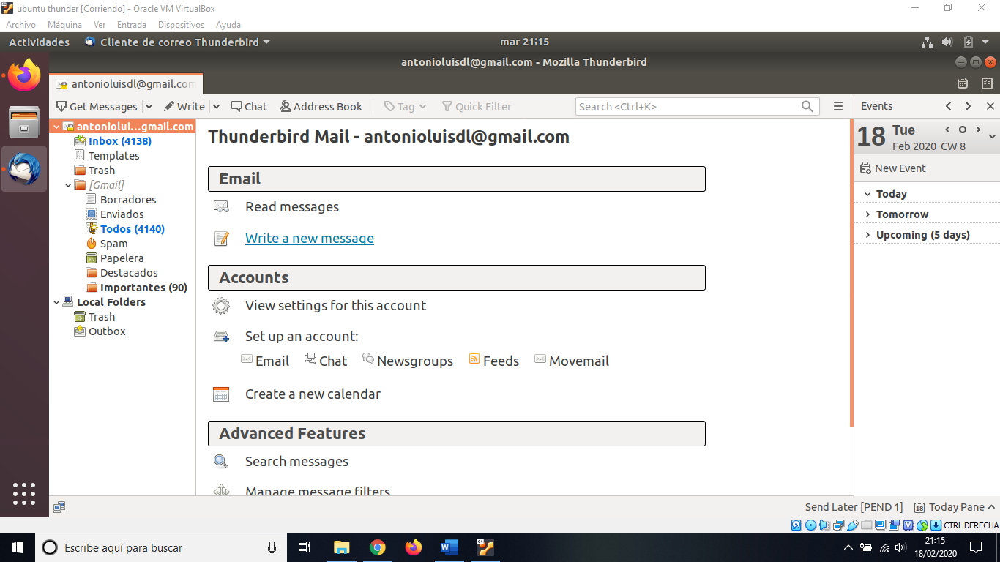 ubuntu thunder [Corriendo] - Oracle VM VirtualBox
Archivo Máquina Ver Entrada Dispositivos Ayuda
Actividades Cliente de correo Thunderbird mar 21:15
antonioluisdl@gmail.com - Mozilla Thunderbird
antonioluisdl@gmail.com
Get Messages Write Chat Address Book Tag Quick Filter Search <Ctrl+K>
antoniolui...gmail.com
Inbox (4138)
Templates
Trash
[Gmail]
Borradores
Enviados
Todos (4140)
Spam
Papelera
Destacados
Importantes (90)
Local Folders
Trash
Outbox
Thunderbird Mail - antonioluisdl@gmail.com
Email
Read messages
Write a new message
Accounts
View settings for this account
Set up an account:
Email Chat Newsgroups Feeds Movemail
Create a new calendar
Advanced Features
Search messages
Manage message filters
Events
18 Tue
Feb 2020 CW 8
New Event
Today
Tomorrow
Upcoming (5 days)
Send Later [PEND 1] 18 Today Pane
CTRL DERECHA
Escribe aquí para buscar
21:15
18/02/2020